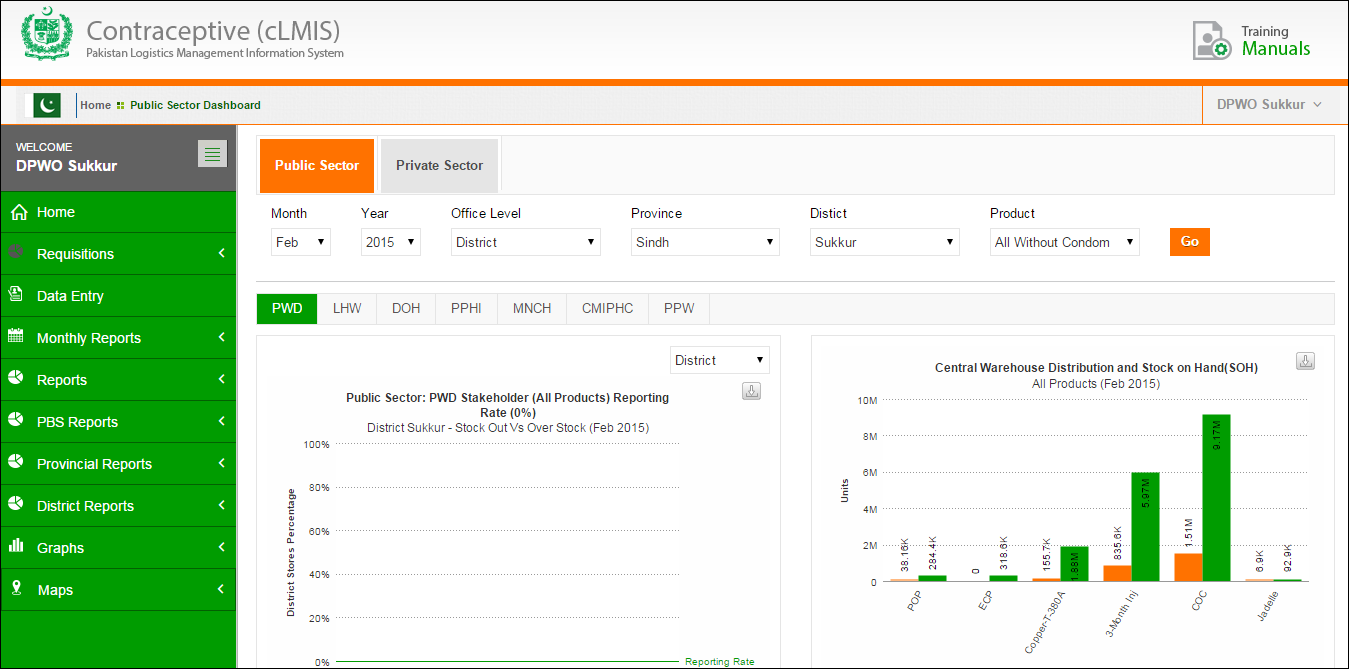 Contraceptive (cLMIS)
Pakistan Logistics Management Information System
Training
Manuals
Home Public Sector Dashboard
DPWO Sukkur
WELCOME
DPWO Sukkur
Home
Requisitions
Data Entry
Monthly Reports
Reports
PBS Reports
Provincial Reports
District Reports
Graphs
Maps
Public Sector Private Sector
Month Year Office Level Province Distict Product
Feb 2015 District Sindh Sukkur All Without Condom Go
PWD LHW DOH PPHI MNCH CMIPHC PPW
District
Public Sector: PWD Stakeholder (All Products) Reporting
Rate (0%)
District Sukkur - Stock Out Vs Over Stock (Feb 2015)
District Stores Percentage
100%
80%
60%
40%
20%
0%
Reporting Rate
Central Warehouse Distribution and Stock on Hand(SOH)
All Products (Feb 2015)
Units
10M
8M
6M
4M
2M
0
38.16K 284.4K 0 318.6K 155.7K 1.88M 835.6K 5.97M 1.51M 9.17M 6.9K 92.9K
POP ECP Copper-T-380A 3-Month Inj COC Jadelle